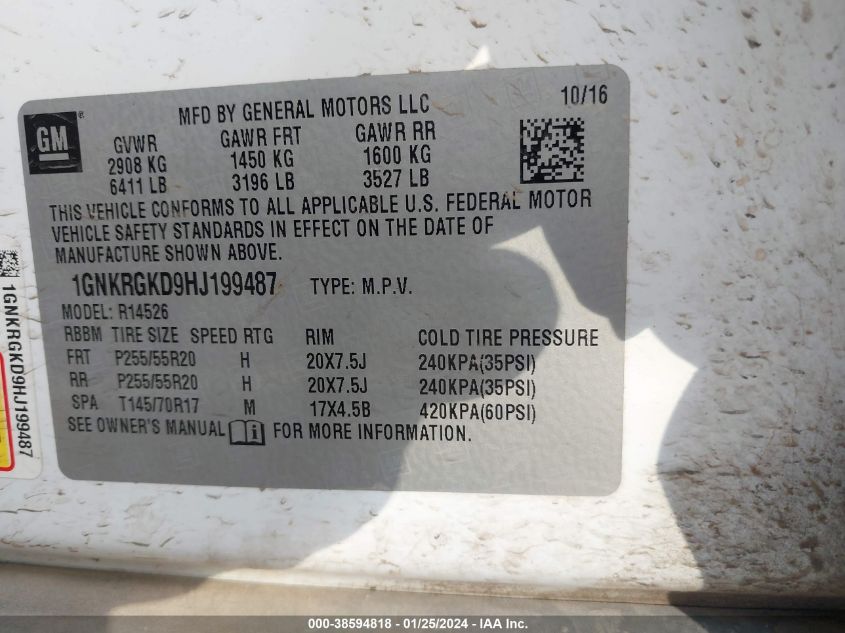 GM
®
MFD BY GENERAL MOTORS LLC
10/16
GVWR GAWR FRT GAWR RR
2908 KG 1450 KG 1600 KG
6411 LB 3196 LB 3527 LB
THIS VEHICLE CONFORMS TO ALL APPLICABLE U.S. FEDERAL MOTOR
VEHICLE SAFETY STANDARDS IN EFFECT ON THE DATE OF
MANUFACTURE SHOWN ABOVE.
1GNKRGKD9HJ199487 TYPE: M.P.V.
MODEL: R14526
RBBM TIRE SIZE SPEED RTG RIM COLD TIRE PRESSURE
FRT P255/55R20 H 20X7.5J 240KPA(35PSI)
RR P255/55R20 H 20X7.5J 240KPA(35PSI)
SPA T145/70R17 M 17X4.5B 420KPA(60PSI)
SEE OWNER'S MANUAL i FOR MORE INFORMATION.
1GNKRGKD9HJ199487
000-38594818 - 01/25/2024 - IAA Inc.